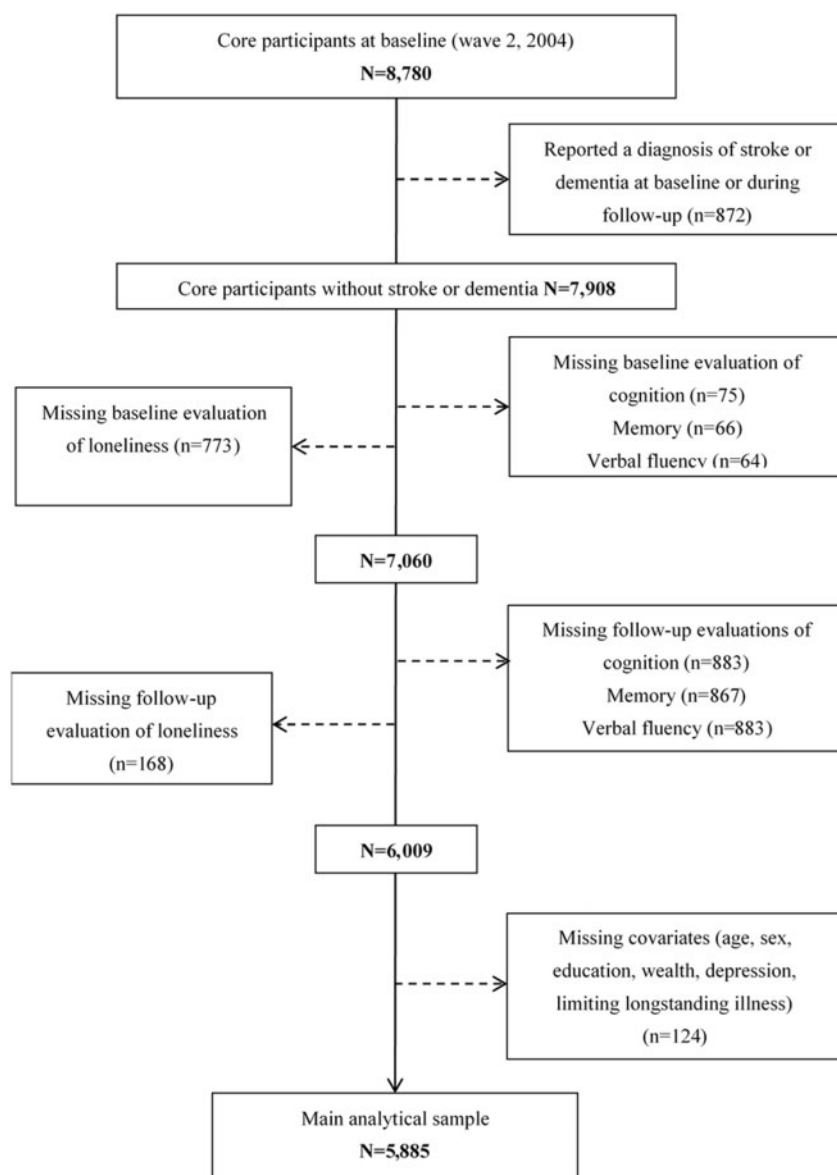 Core participants at baseline (wave 2, 2004)
N=8,780
Reported a diagnosis of stroke or
dementia at baseline or during
follow-up (n=872)
Core participants without stroke or dementia N=7,908
Missing baseline evaluation of
cognition (n=75)
Memory (n=66)
Verbal fluency (n=64)
Missing baseline evaluation
of loneliness (n=773)
N=7,060
Missing follow-up evaluations of
cognition (n=883)
Memory (n=867)
Verbal fluency (n=883)
Missing follow-up
evaluation of loneliness
(n=168)
N=6,009
Missing covariates (age, sex,
education, wealth, depression,
limiting longstanding illness)
(n=124)
Main analytical sample
N=5,885